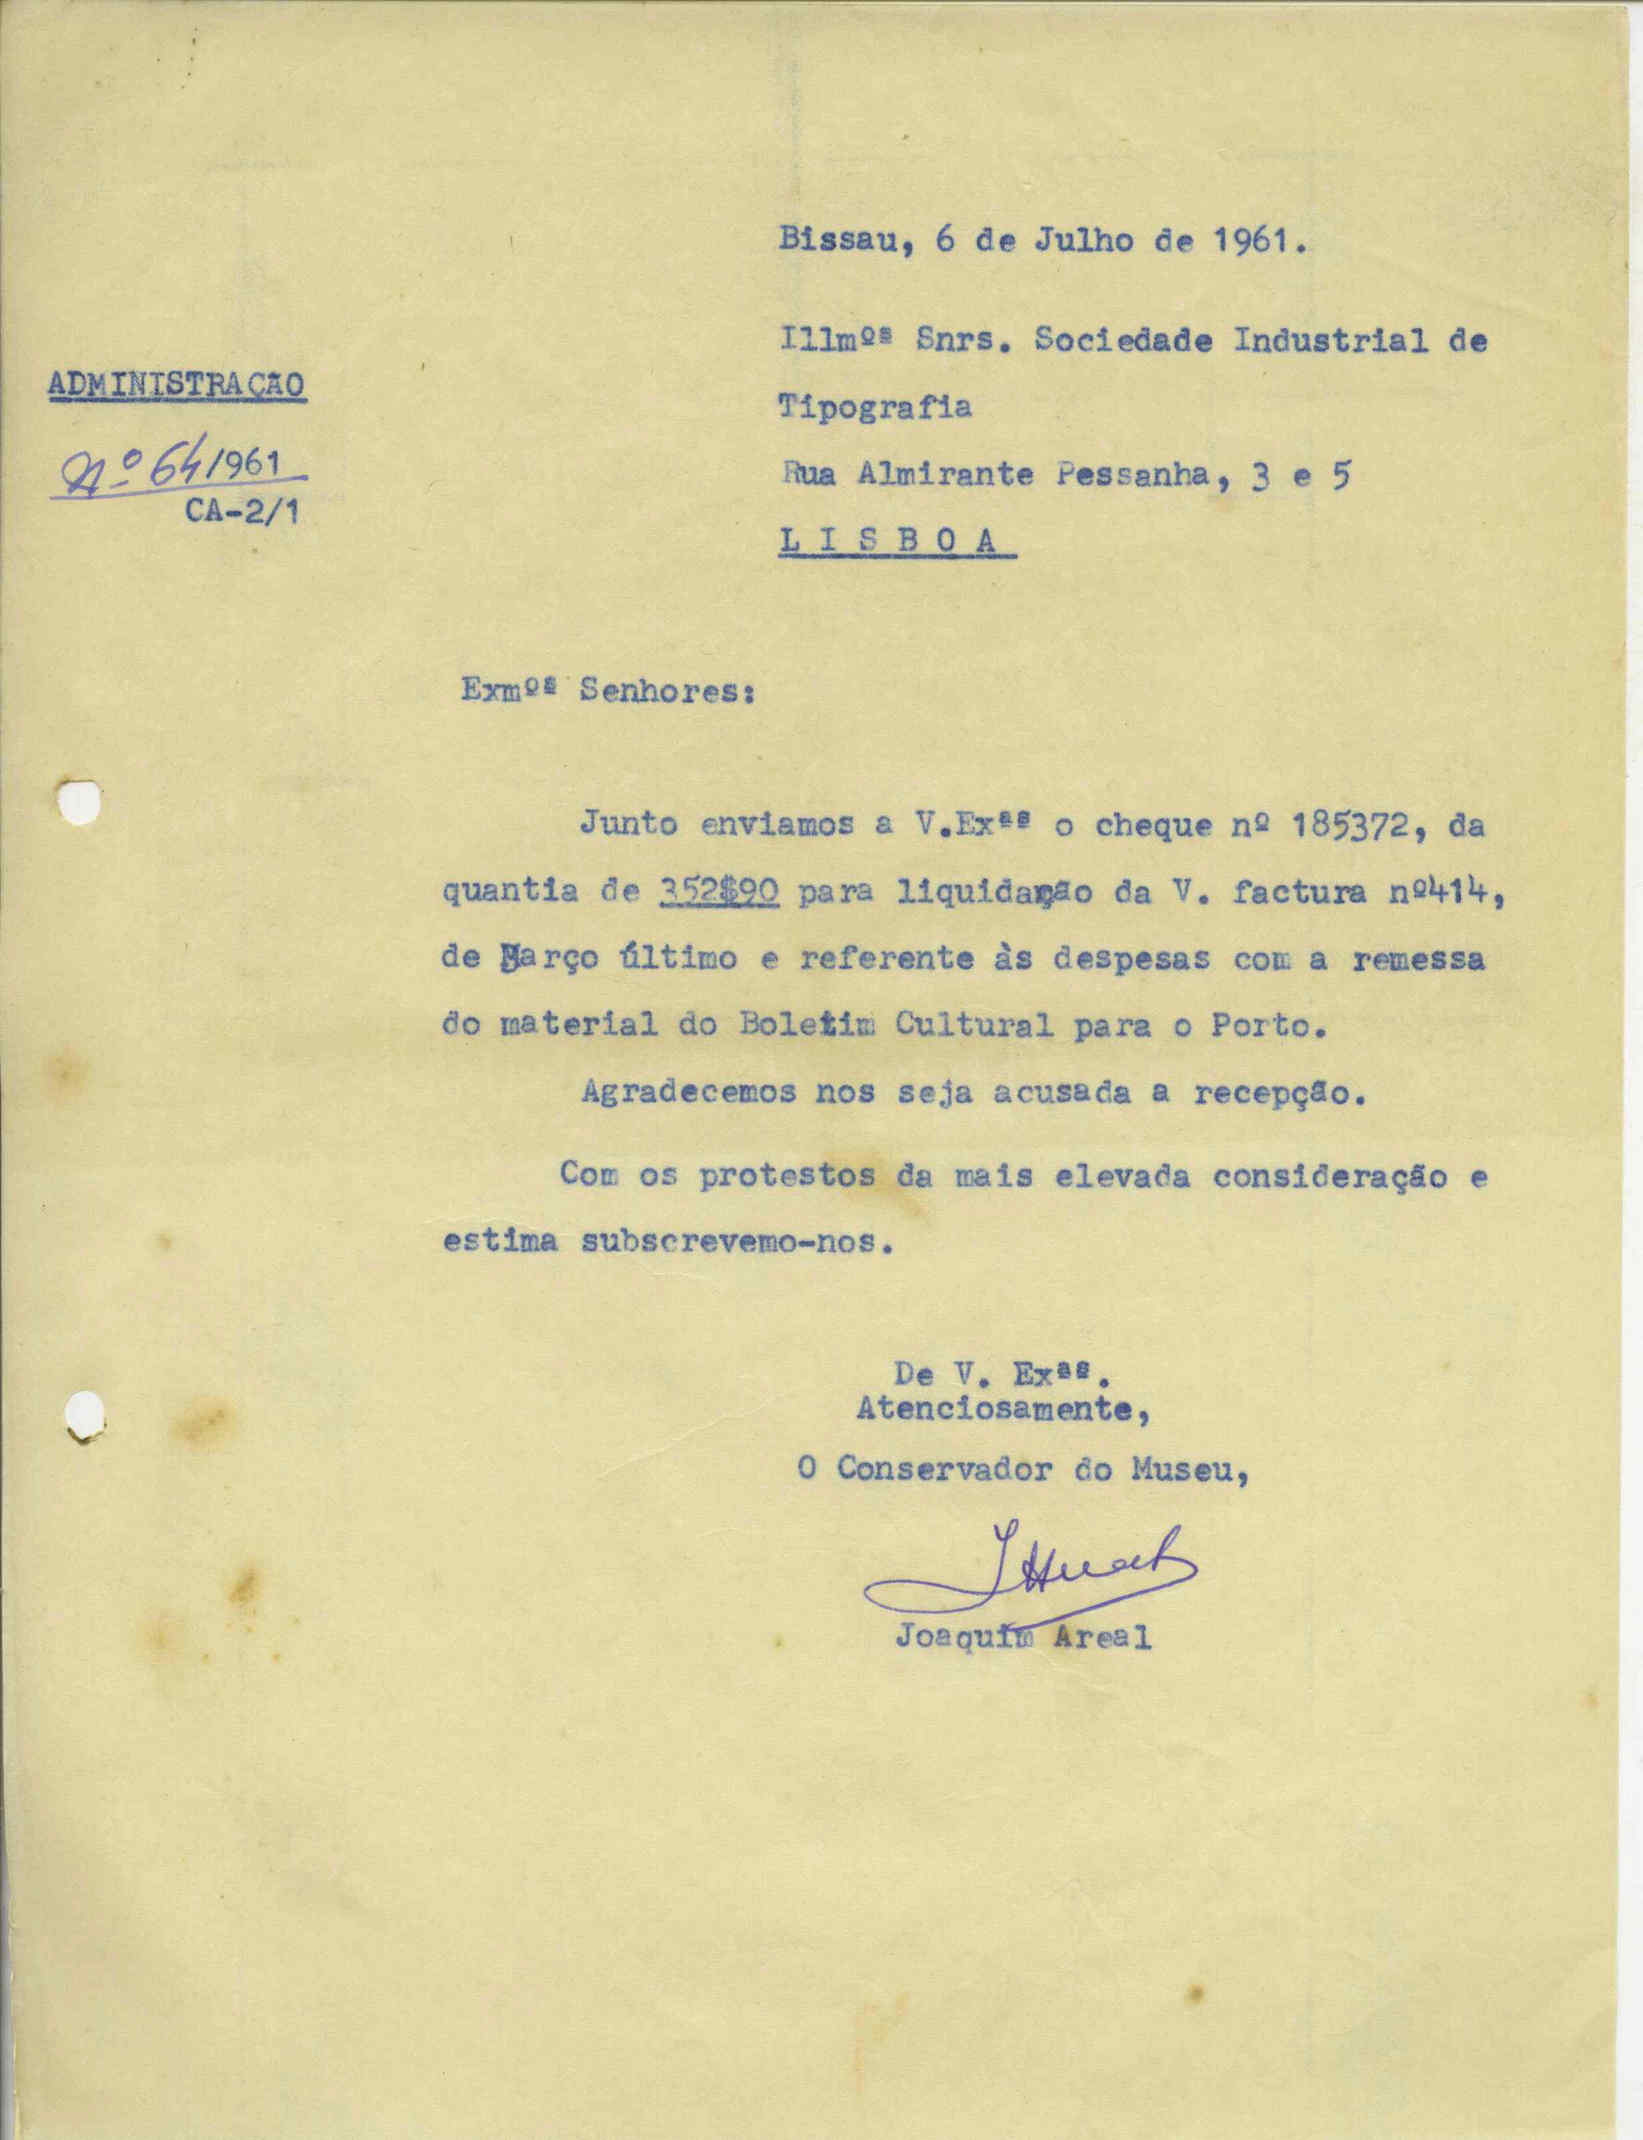 Bissau, 6 de Julho de 1961.
Illmºs Snrs. Sociedade Industrial de
Tipografia
Rua Almirante Pessanha, 3 e 5
L I S B O A
ADMINISTRAÇÃO
Nº 64/1961
CA-2/1
Exmºs Senhores:
Junto enviamos a V.Exªs o cheque nº 185372, da
quantia de 352$90 para liquidação da V. factura nº414,
de Março último e referente às despesas com a remessa
do material do Boletim Cultural para o Porto.
Agradecemos nos seja acusada a recepção.
Com os protestos da mais elevada consideração e
estima subscrevemo-nos.
De V. Exªs.
Atenciosamente,
O Conservador do Museu,
Joaquim Areal